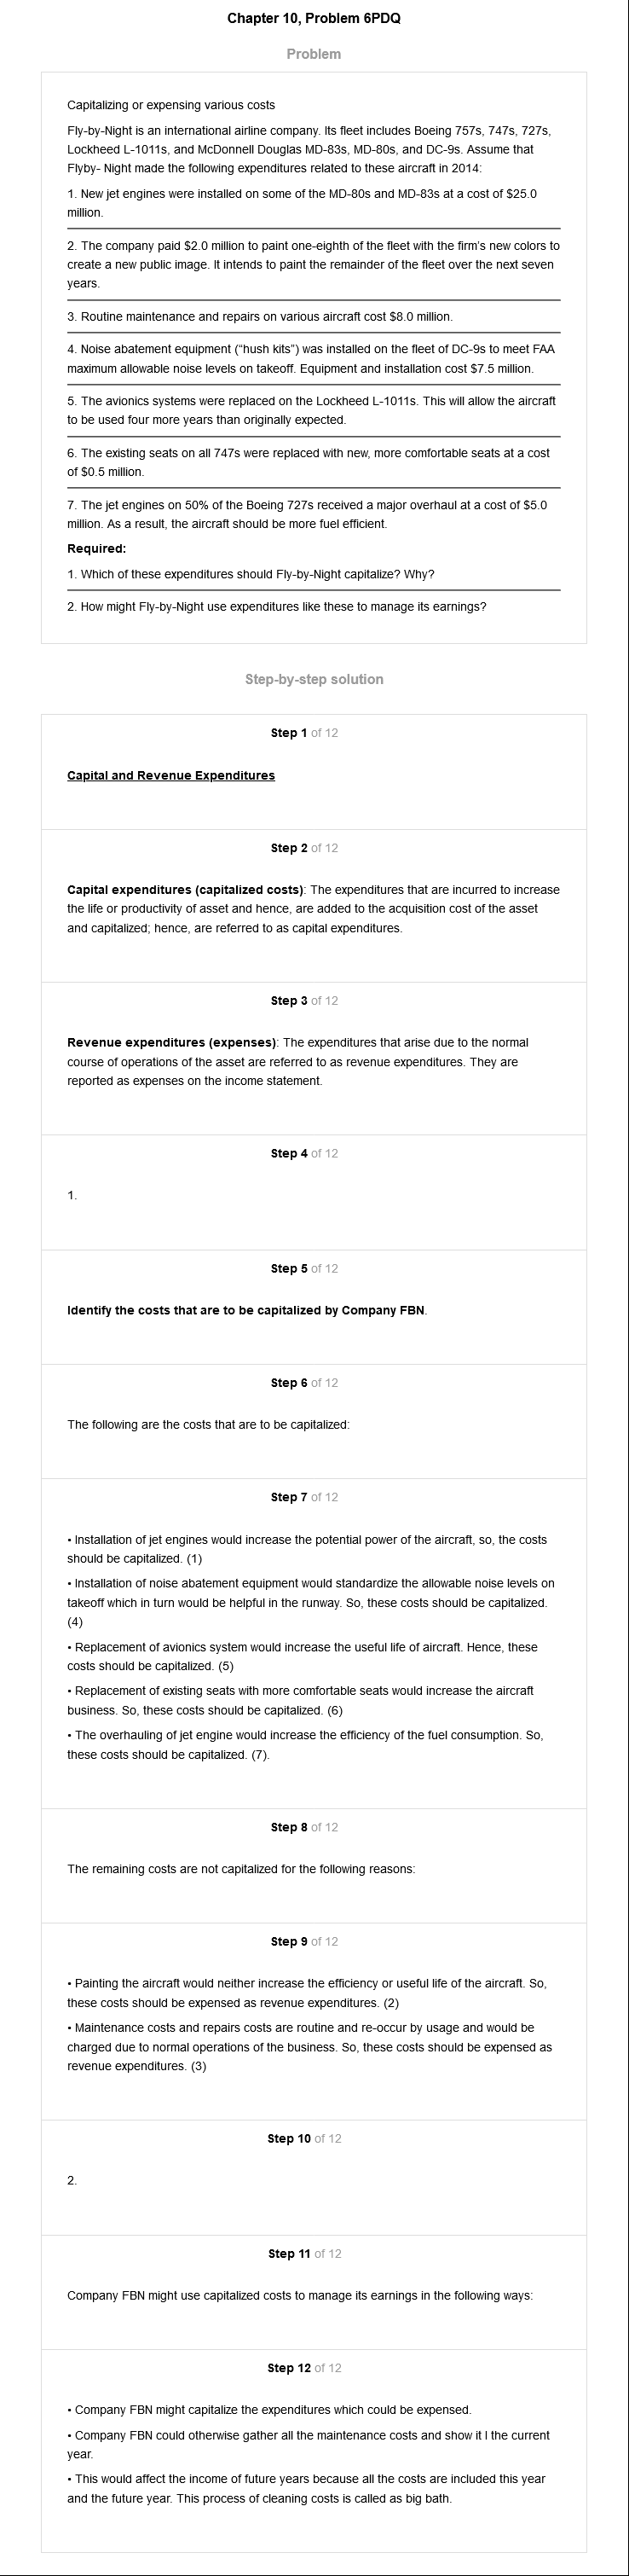 Chapter 10, Problem 6PDQ
Problem
Capitalizing or expensing various costs
Fly-by-Night is an international airline company. Its fleet includes Boeing 757s, 747s, 727s,
Lockheed L-1011s, and McDonnell Douglas MD-83s, MD-80s, and DC-9s. Assume that
Flyby- Night made the following expenditures related to these aircraft in 2014:
1. New jet engines were installed on some of the MD-80s and MD-83s at a cost of $25.0
million.
2. The company paid $2.0 million to paint one-eighth of the fleet with the firm's new colors to
create a new public image. It intends to paint the remainder of the fleet over the next seven
years.
3. Routine maintenance and repairs on various aircraft cost $8.0 million.
4. Noise abatement equipment (“hush kits”) was installed on the fleet of DC-9s to meet FAA
maximum allowable noise levels on takeoff. Equipment and installation cost $7.5 million.
5. The avionics systems were replaced on the Lockheed L-1011s. This will allow the aircraft
to be used four more years than originally expected.
6. The existing seats on all 747s were replaced with new, more comfortable seats at a cost
of $0.5 million.
7. The jet engines on 50% of the Boeing 727s received a major overhaul at a cost of $5.0
million. As a result, the aircraft should be more fuel efficient.
Required:
1. Which of these expenditures should Fly-by-Night capitalize? Why?
2. How might Fly-by-Night use expenditures like these to manage its earnings?
Step-by-step solution
Step 1 of 12
Capital and Revenue Expenditures
Step 2 of 12
Capital expenditures (capitalized costs): The expenditures that are incurred to increase
the life or productivity of asset and hence, are added to the acquisition cost of the asset
and capitalized; hence, are referred to as capital expenditures.
Step 3 of 12
Revenue expenditures (expenses): The expenditures that arise due to the normal
course of operations of the asset are referred to as revenue expenditures. They are
reported as expenses on the income statement.
Step 4 of 12
1.
Step 5 of 12
Identify the costs that are to be capitalized by Company FBN.
Step 6 of 12
The following are the costs that are to be capitalized:
Step 7 of 12
• Installation of jet engines would increase the potential power of the aircraft, so, the costs
should be capitalized. (1)
• Installation of noise abatement equipment would standardize the allowable noise levels on
takeoff which in turn would be helpful in the runway. So, these costs should be capitalized.
(4)
• Replacement of avionics system would increase the useful life of aircraft. Hence, these
costs should be capitalized. (5)
• Replacement of existing seats with more comfortable seats would increase the aircraft
business. So, these costs should be capitalized. (6)
• The overhauling of jet engine would increase the efficiency of the fuel consumption. So,
these costs should be capitalized. (7).
Step 8 of 12
The remaining costs are not capitalized for the following reasons:
Step 9 of 12
• Painting the aircraft would neither increase the efficiency or useful life of the aircraft. So,
these costs should be expensed as revenue expenditures. (2)
• Maintenance costs and repairs costs are routine and re-occur by usage and would be
charged due to normal operations of the business. So, these costs should be expensed as
revenue expenditures. (3)
Step 10 of 12
2.
Step 11 of 12
Company FBN might use capitalized costs to manage its earnings in the following ways:
Step 12 of 12
• Company FBN might capitalize the expenditures which could be expensed.
• Company FBN could otherwise gather all the maintenance costs and show it I the current
year.
• This would affect the income of future years because all the costs are included this year
and the future year. This process of cleaning costs is called as big bath.